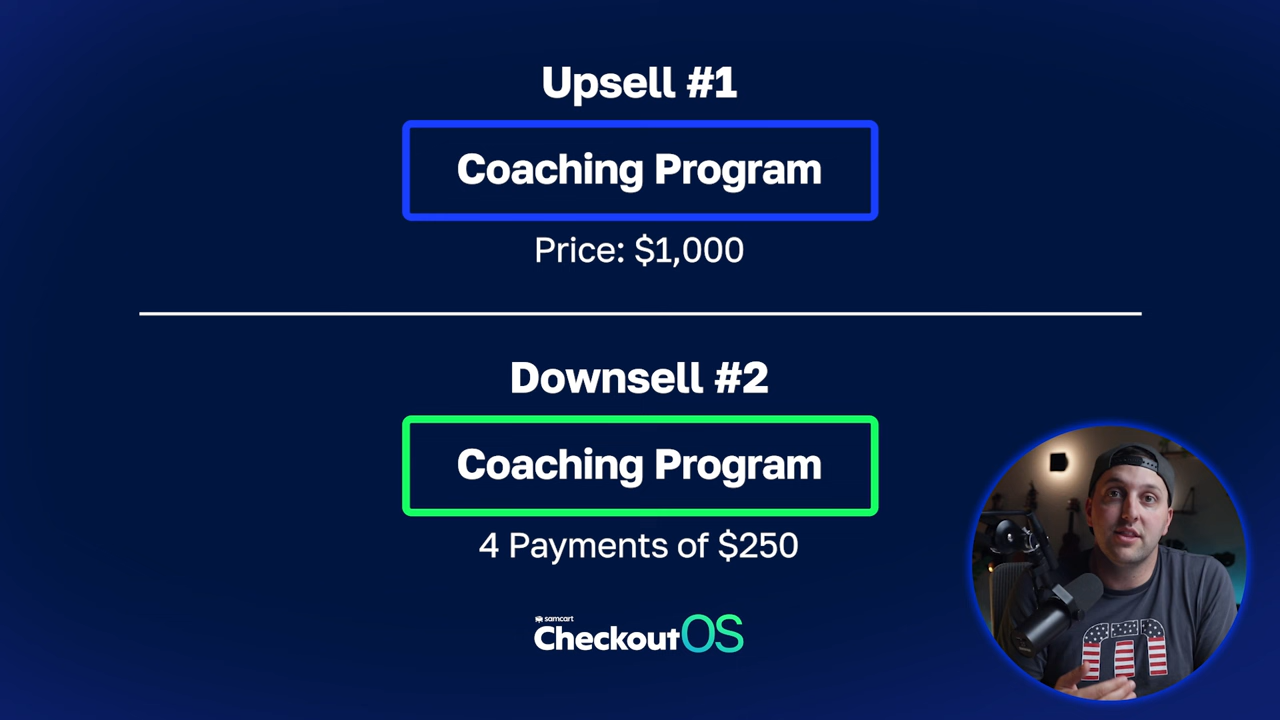 Upsell #1
Coaching Program
Price: $1,000
Downsell #2
Coaching Program
4 Payments of $250
samcart
CheckoutOS